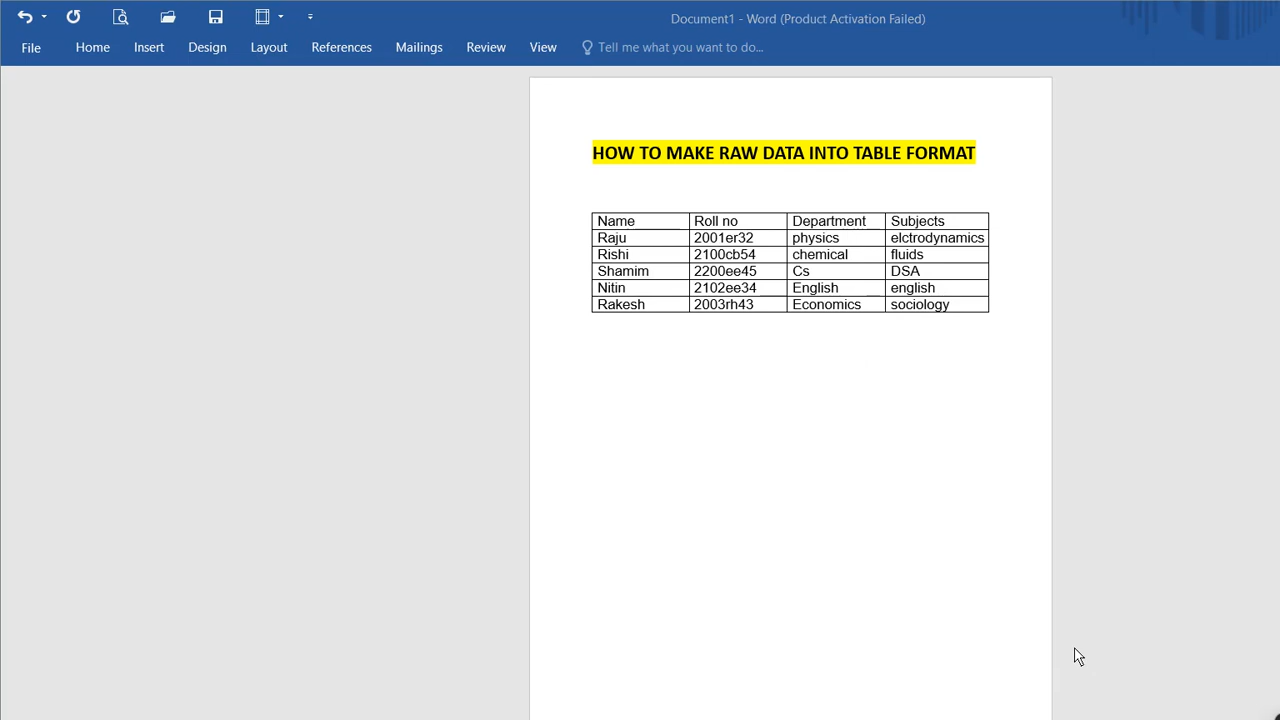 Document1 - Word (Product Activation Failed)
File Home Insert Design Layout References Mailings Review View Tell me what you want to do...
HOW TO MAKE RAW DATA INTO TABLE FORMAT
Name Roll no Department Subjects
Raju 2001er32 physics elctrodynamics
Rishi 2100cb54 chemical fluids
Shamim 2200ee45 Cs DSA
Nitin 2102ee34 English english
Rakesh 2003rh43 Economics sociology